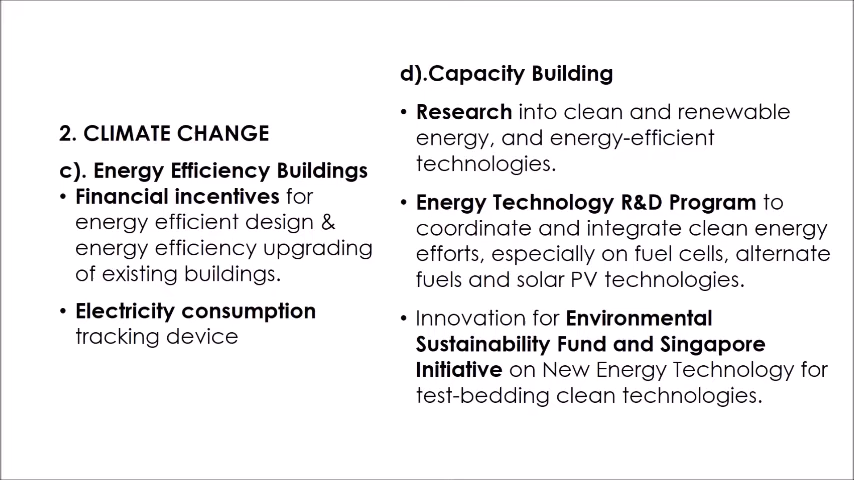 2. CLIMATE CHANGE
c). Energy Efficiency Buildings
• Financial incentives for
energy efficient design &
energy efficiency upgrading
of existing buildings.
• Electricity consumption
tracking device
d).Capacity Building
• Research into clean and renewable
energy, and energy-efficient
technologies.
• Energy Technology R&D Program to
coordinate and integrate clean energy
efforts, especially on fuel cells, alternate
fuels and solar PV technologies.
• Innovation for Environmental
Sustainability Fund and Singapore
Initiative on New Energy Technology for
test-bedding clean technologies.